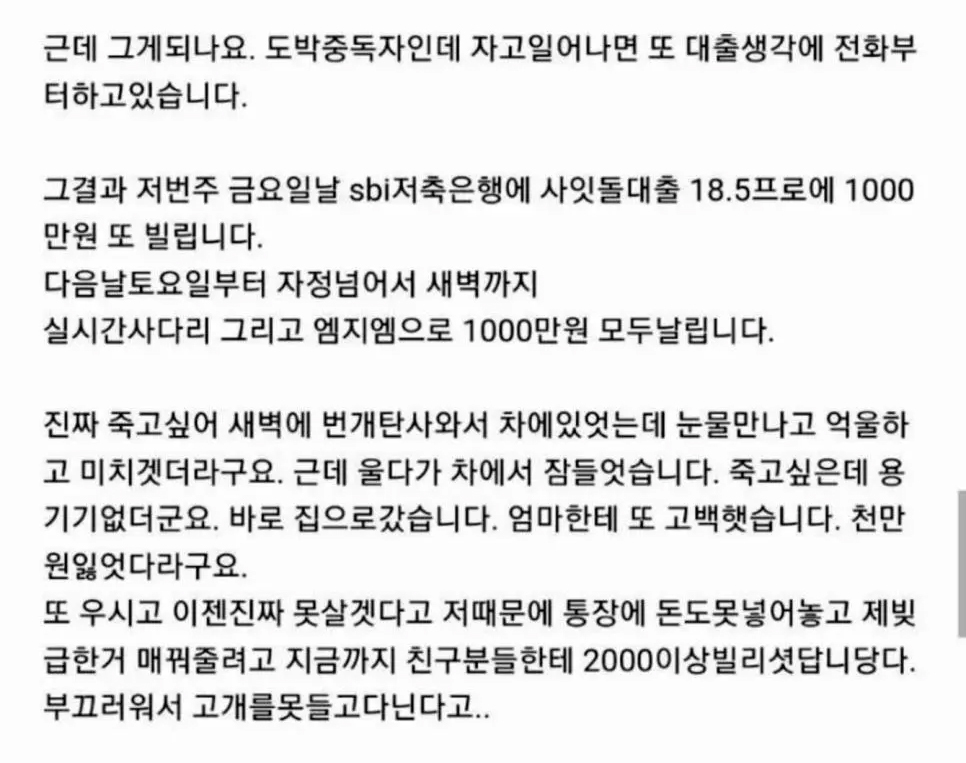 근데 그게되나요. 도박중독자인데 자고일어나면 또 대출생각에 전화부
터하고있습니다.
그결과 저번주 금요일날 sbi저축은행에 사잇돌대출 18.5프로에 1000
만원 또 빌립니다.
다음날토요일부터 자정넘어서 새벽까지
실시간사다리 그리고 엠지엠으로 1000만원 모두날립니다.
진짜 죽고싶어 새벽에 번개탄사와서 차에있엇는데 눈물만나고 억울하
고 미치겟더라구요. 근데 울다가 차에서 잠들엇습니다. 죽고싶은데 용
기기없더군요. 바로 집으로갔습니다. 엄마한테 또 고백햇습니다. 천만
원잃엇다라구요.
또 우시고 이젠진짜 못살겟다고 저때문에 통장에 돈도못넣어놓고 제빚
급한거 매꿔줄려고 지금까지 친구분들한테 2000이상빌리셧답니당다.
부끄러워서 고개를못들고다닌다고..